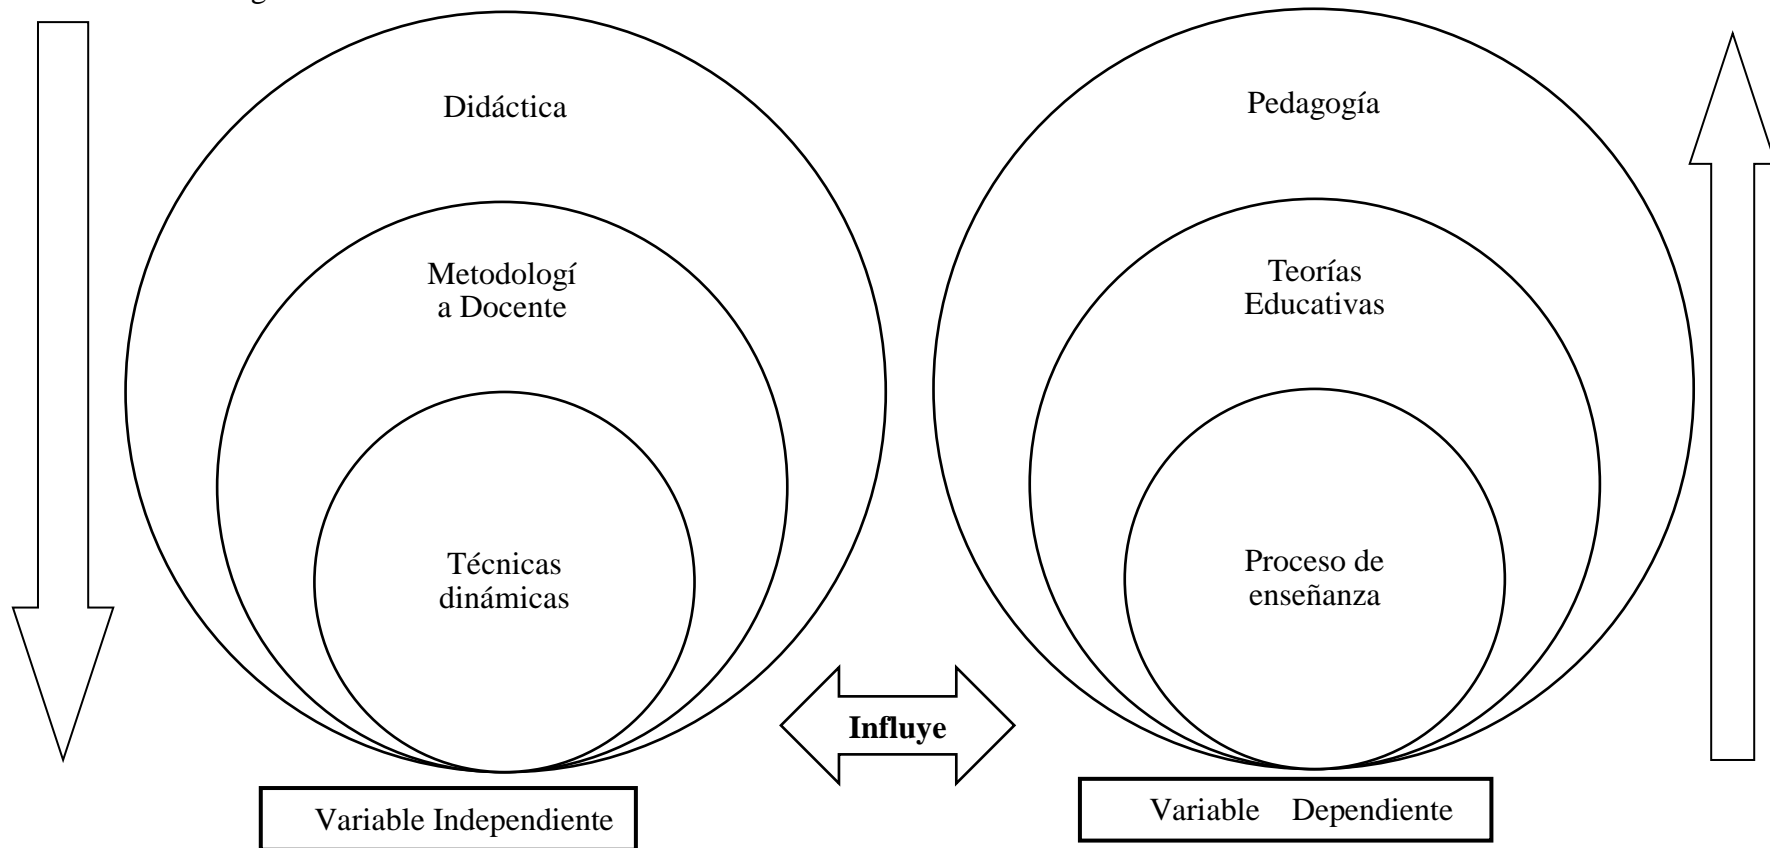 Didáctica
Metodologí
a Docente
Técnicas
dinámicas
Variable Independiente
Influye
Pedagogía
Teorías
Educativas
Proceso de
enseñanza
Variable Dependiente